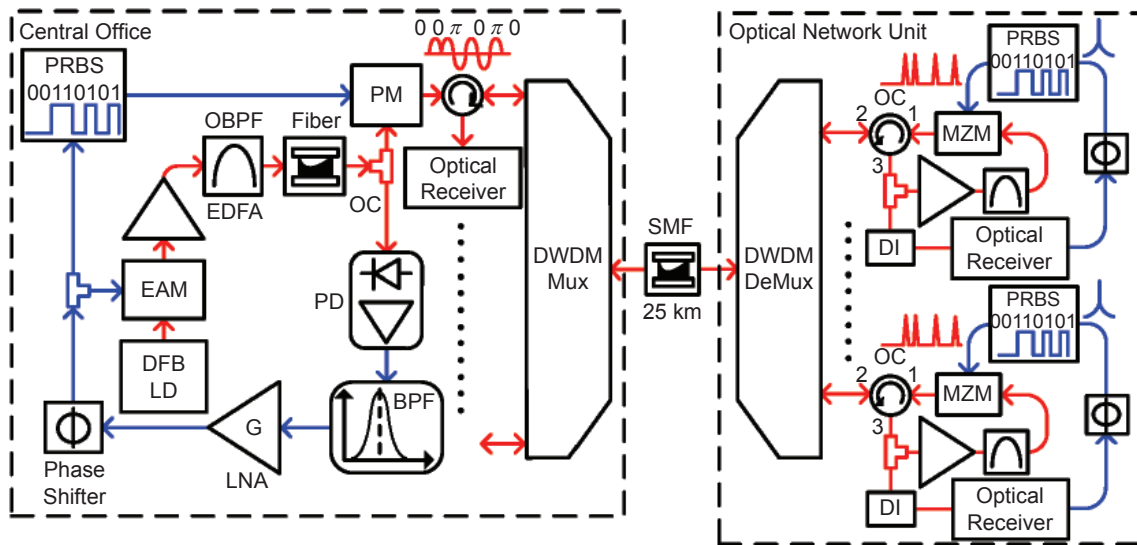 Central Office
PRBS
00110101
0 0 π 0 π 0
PM
OBPF
Fiber
EDFA
OC
Optical
Receiver
EAM
PD
DFB
LD
BPF
G
LNA
Phase
Shifter
DWDM
Mux
SMF
25 km
Optical Network Unit
DWDM
DeMux
PRBS
00110101
OC
2
1
3
MZM
DI
Optical
Receiver
PRBS
00110101
OC
2
1
3
MZM
DI
Optical
Receiver